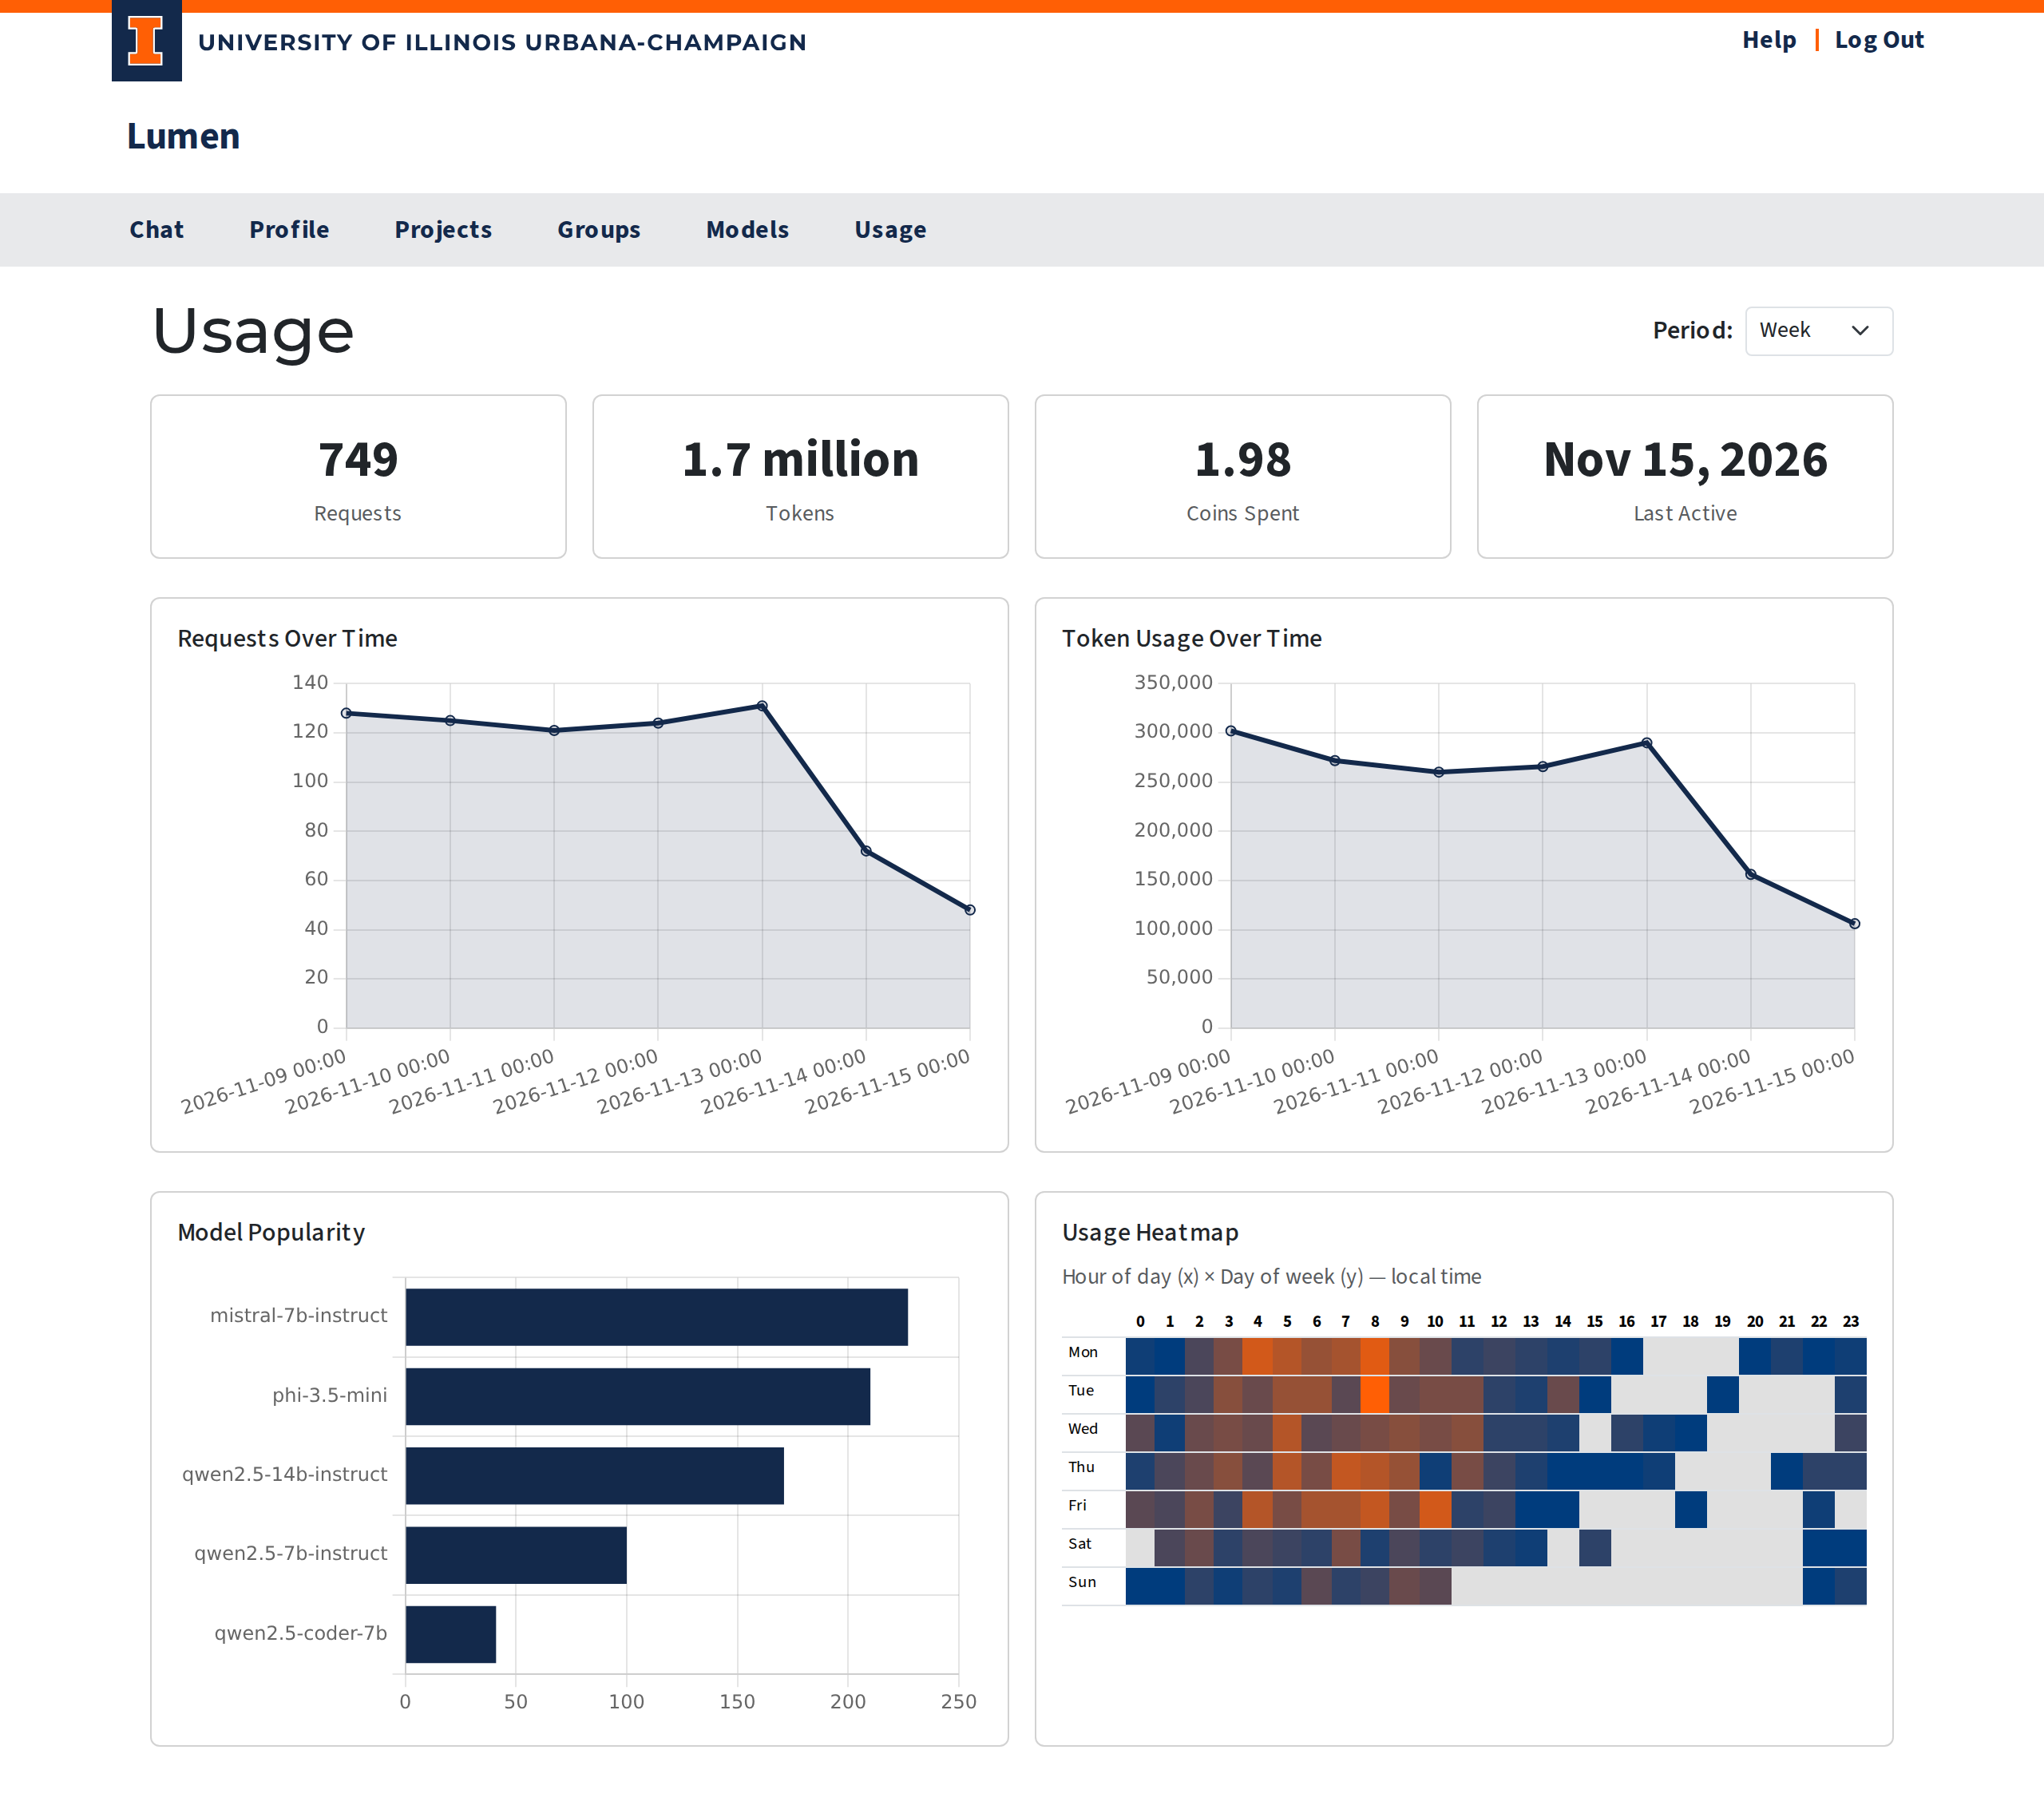 UNIVERSITY OF ILLINOIS URBANA-CHAMPAIGN
Help | Log Out
Lumen
Chat Profile Projects Groups Models Usage
Usage
Period: Week
749
Requests
1.7 million
Tokens
1.98
Coins Spent
Nov 15, 2026
Last Active
Requests Over Time
140
120
100
80
60
40
20
0
2026-11-09 00:00
2026-11-10 00:00
2026-11-11 00:00
2026-11-12 00:00
2026-11-13 00:00
2026-11-14 00:00
2026-11-15 00:00
Token Usage Over Time
350,000
300,000
250,000
200,000
150,000
100,000
50,000
0
2026-11-09 00:00
2026-11-10 00:00
2026-11-11 00:00
2026-11-12 00:00
2026-11-13 00:00
2026-11-14 00:00
2026-11-15 00:00
Model Popularity
mistral-7b-instruct
phi-3.5-mini
qwen2.5-14b-instruct
qwen2.5-7b-instruct
qwen2.5-coder-7b
0 50 100 150 200 250
Usage Heatmap
Hour of day (x) × Day of week (y) — local time
0 1 2 3 4 5 6 7 8 9 10 11 12 13 14 15 16 17 18 19 20 21 22 23
Mon
Tue
Wed
Thu
Fri
Sat
Sun